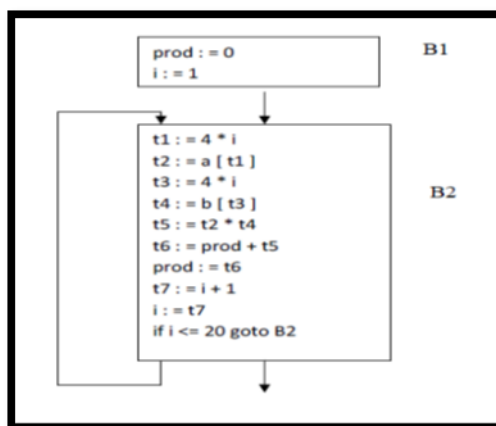 prod : = 0
B1
i : = 1
t1 : = 4 * i
t2 : = a [ t1 ]
t3 : = 4 * i
t4 : = b [ t3 ]
B2
t5 : = t2 * t4
t6 : = prod + t5
prod : = t6
t7 : = i + 1
i : = t7
if i <= 20 goto B2